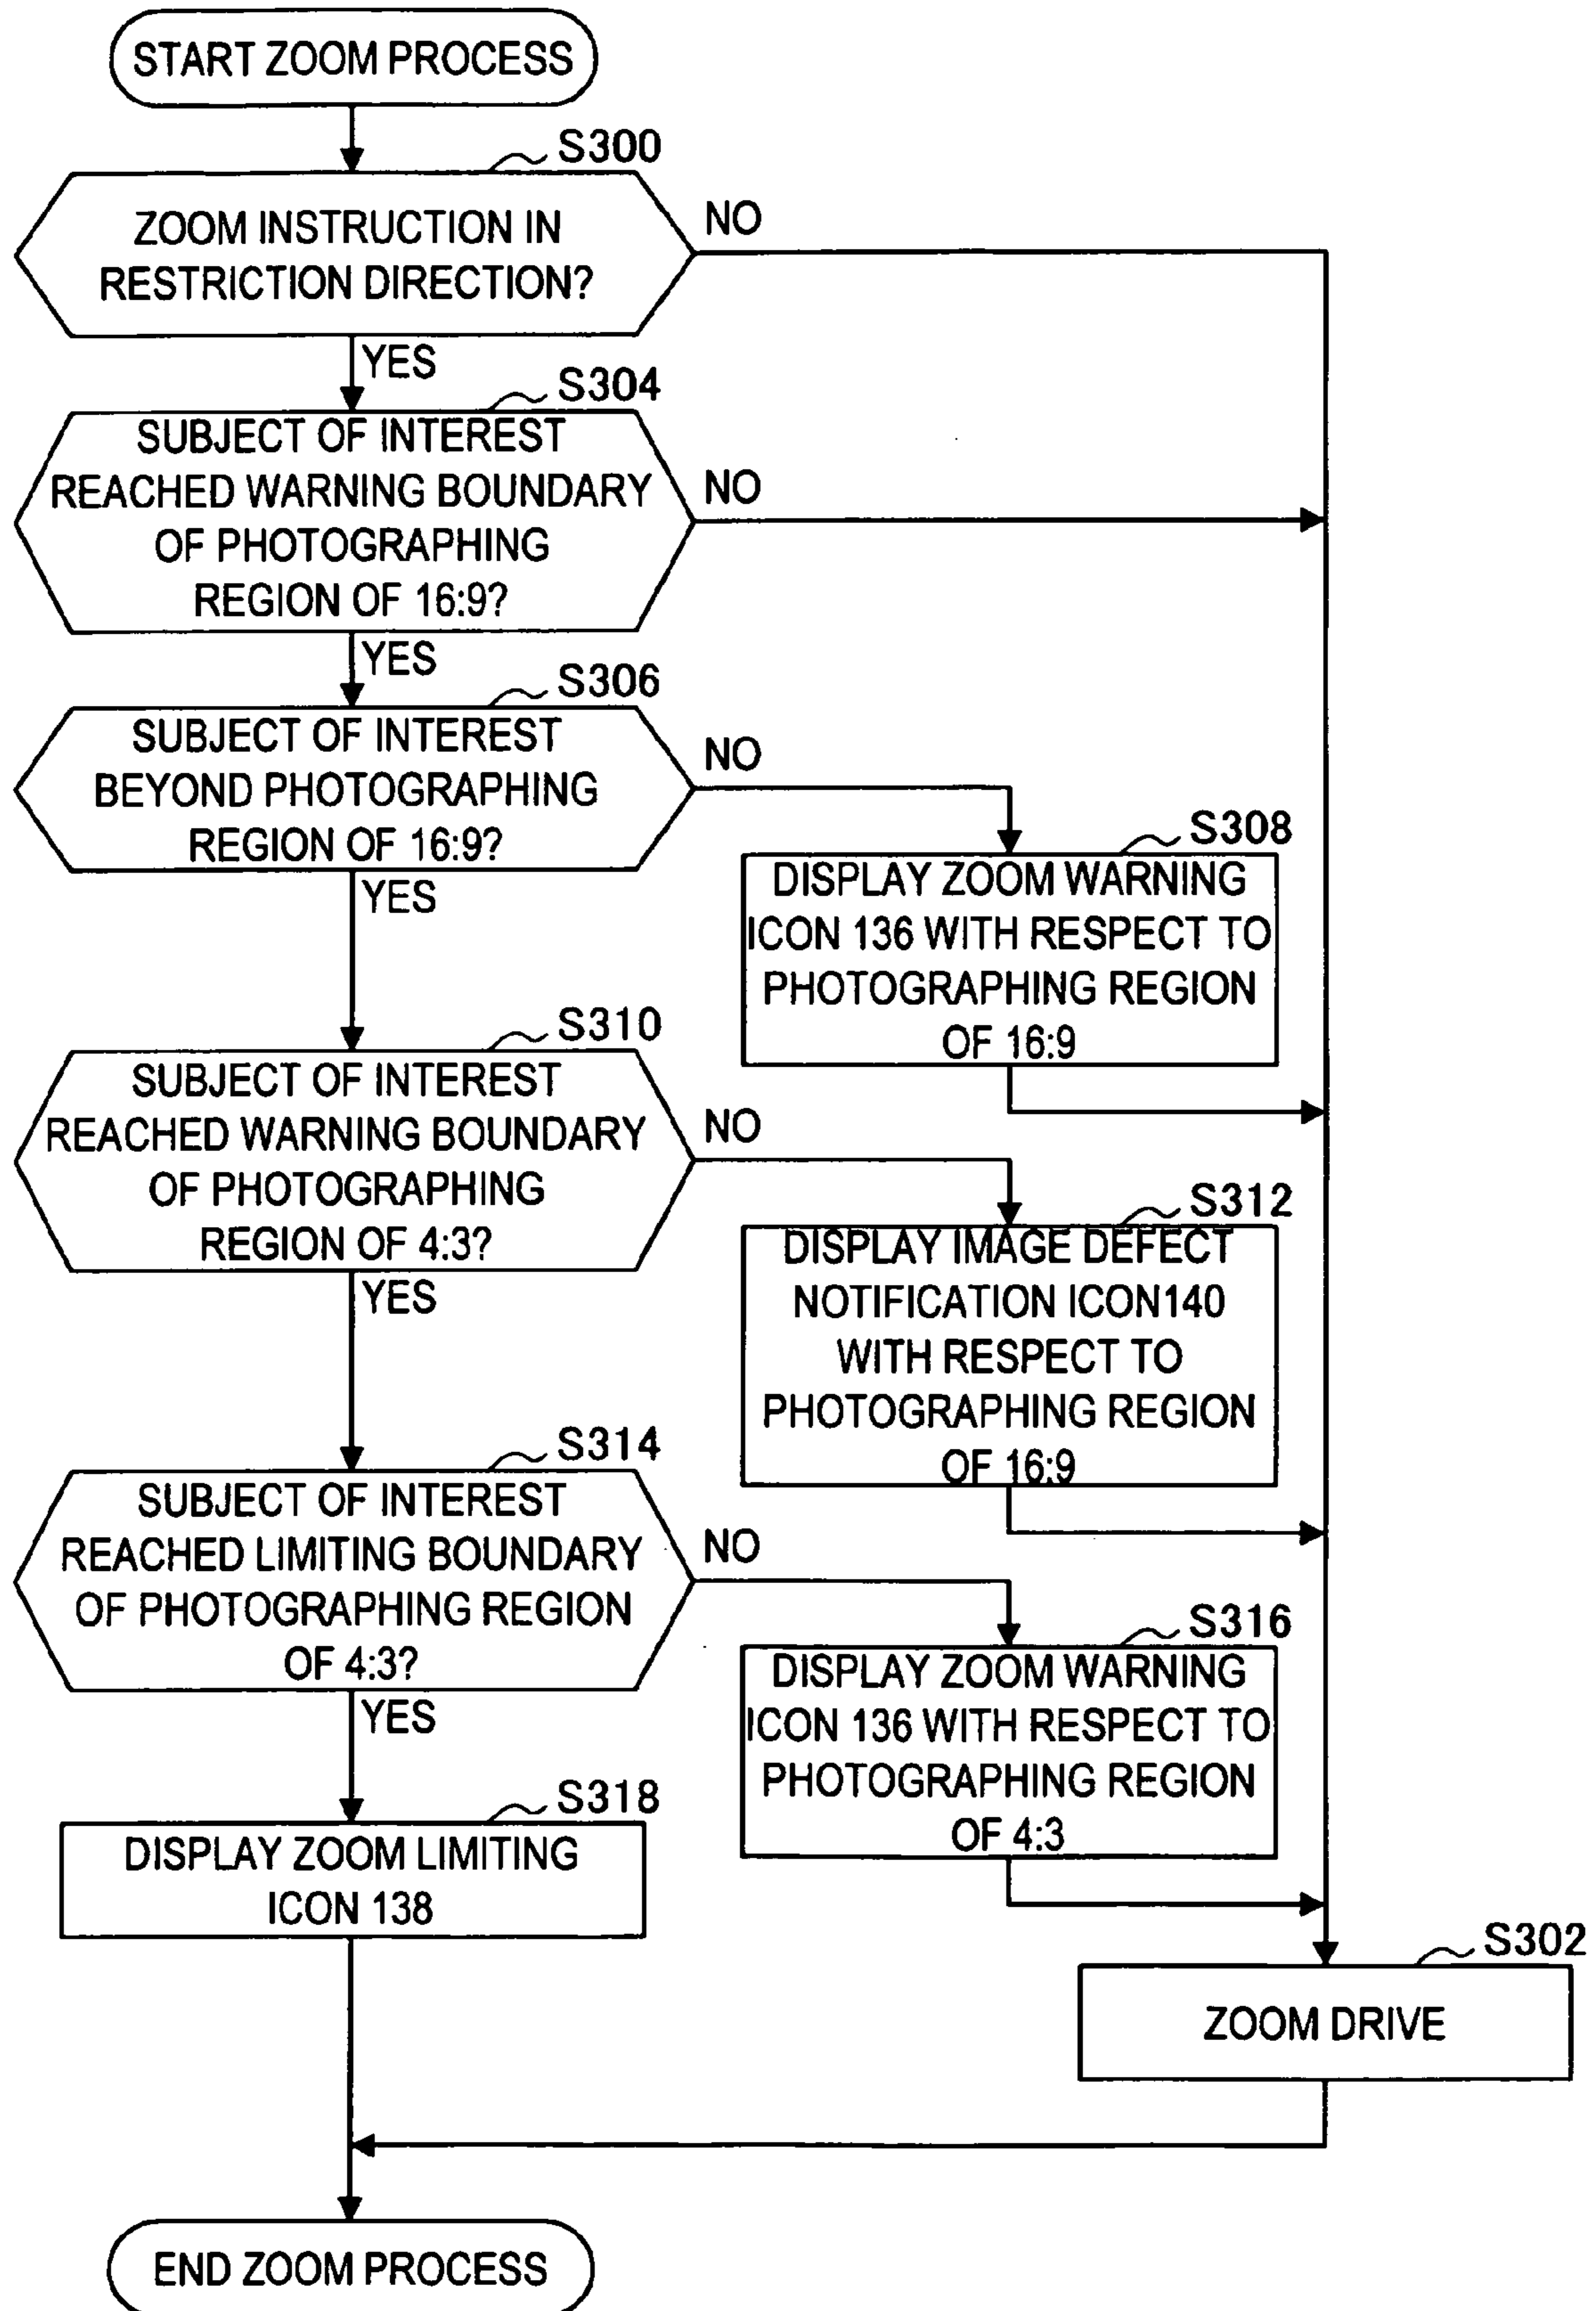 START ZOOM PROCESS
S300
ZOOM INSTRUCTION IN
RESTRICTION DIRECTION?
NO
YES
S304
SUBJECT OF INTEREST
REACHED WARNING BOUNDARY
OF PHOTOGRAPHING
REGION OF 16:9?
NO
YES
S306
SUBJECT OF INTEREST
BEYOND PHOTOGRAPHING
REGION OF 16:9?
NO
YES
S308
DISPLAY ZOOM WARNING
ICON 136 WITH RESPECT TO
PHOTOGRAPHING REGION
OF 16:9
S310
SUBJECT OF INTEREST
REACHED WARNING BOUNDARY
OF PHOTOGRAPHING
REGION OF 4:3?
NO
YES
S312
DISPLAY IMAGE DEFECT
NOTIFICATION ICON140
WITH RESPECT TO
PHOTOGRAPHING REGION
OF 16:9
S314
SUBJECT OF INTEREST
REACHED LIMITING BOUNDARY
OF PHOTOGRAPHING REGION
OF 4:3?
NO
YES
S316
DISPLAY ZOOM WARNING
ICON 136 WITH RESPECT TO
PHOTOGRAPHING REGION
OF 4:3
S318
DISPLAY ZOOM LIMITING
ICON 138
S302
ZOOM DRIVE
END ZOOM PROCESS